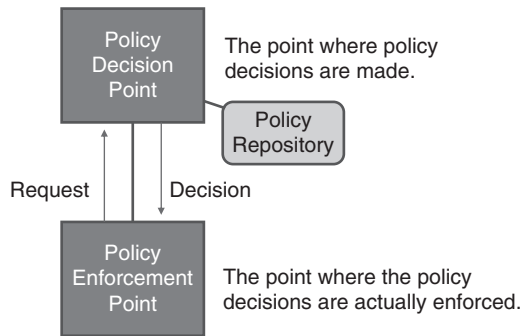 Policy
Decision
Point
The point where policy
decisions are made.
Policy
Repository
Request
Decision
Policy
Enforcement
Point
The point where the policy
decisions are actually enforced.